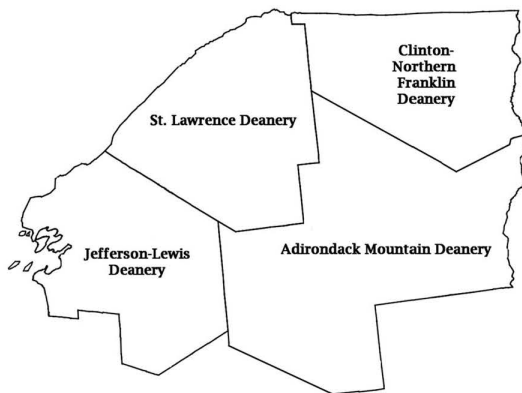 Clinton-
Northern
Franklin
Deanery
St. Lawrence Deanery
Jefferson-Lewis
Deanery
Adirondack Mountain Deanery